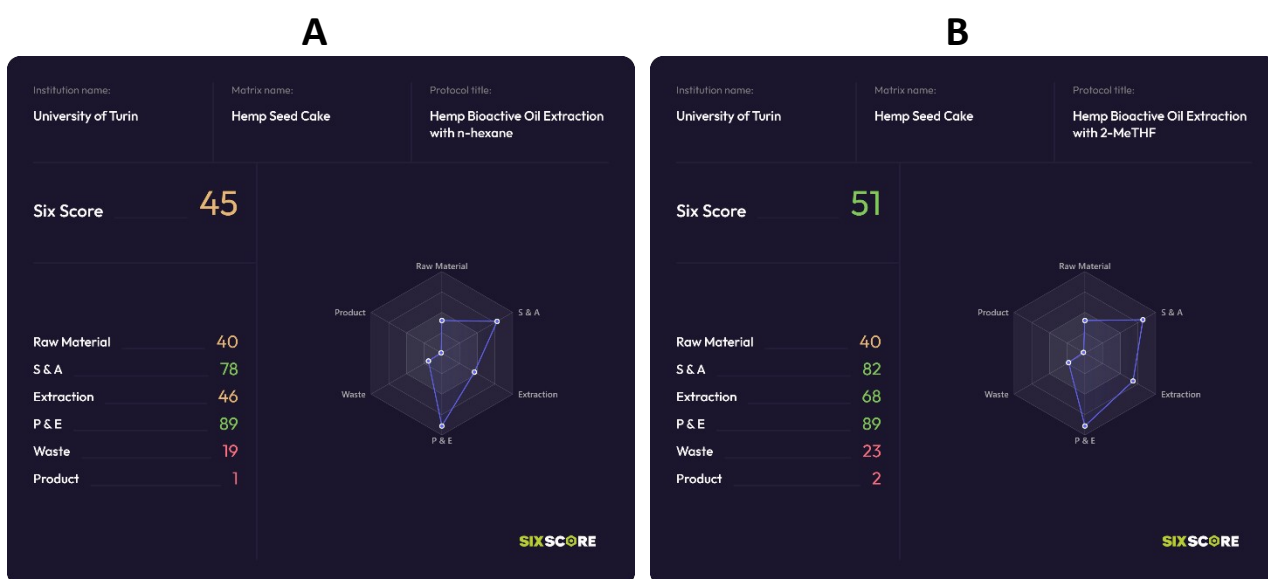 A
Institution name:
University of Turin
Matrix name:
Hemp Seed Cake
Protocol title:
Hemp Bioactive Oil Extraction
with n-hexane
Six Score 45
Raw Material 40
S & A 78
Extraction 46
P & E 89
Waste 19
Product 1
Raw Material
S & A
Extraction
P & E
Waste
Product
SIXSCORE
B
Institution name:
University of Turin
Matrix name:
Hemp Seed Cake
Protocol title:
Hemp Bioactive Oil Extraction
with 2-MeTHF
Six Score 51
Raw Material 40
S & A 82
Extraction 68
P & E 89
Waste 23
Product 2
Raw Material
S & A
Extraction
P & E
Waste
Product
SIXSCORE